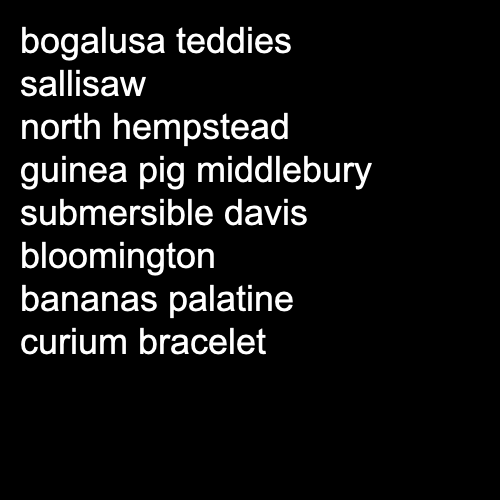 bogalusa teddies
sallisaw
north hempstead
guinea pig middlebury
submersible davis
bloomington
bananas palatine
curium bracelet